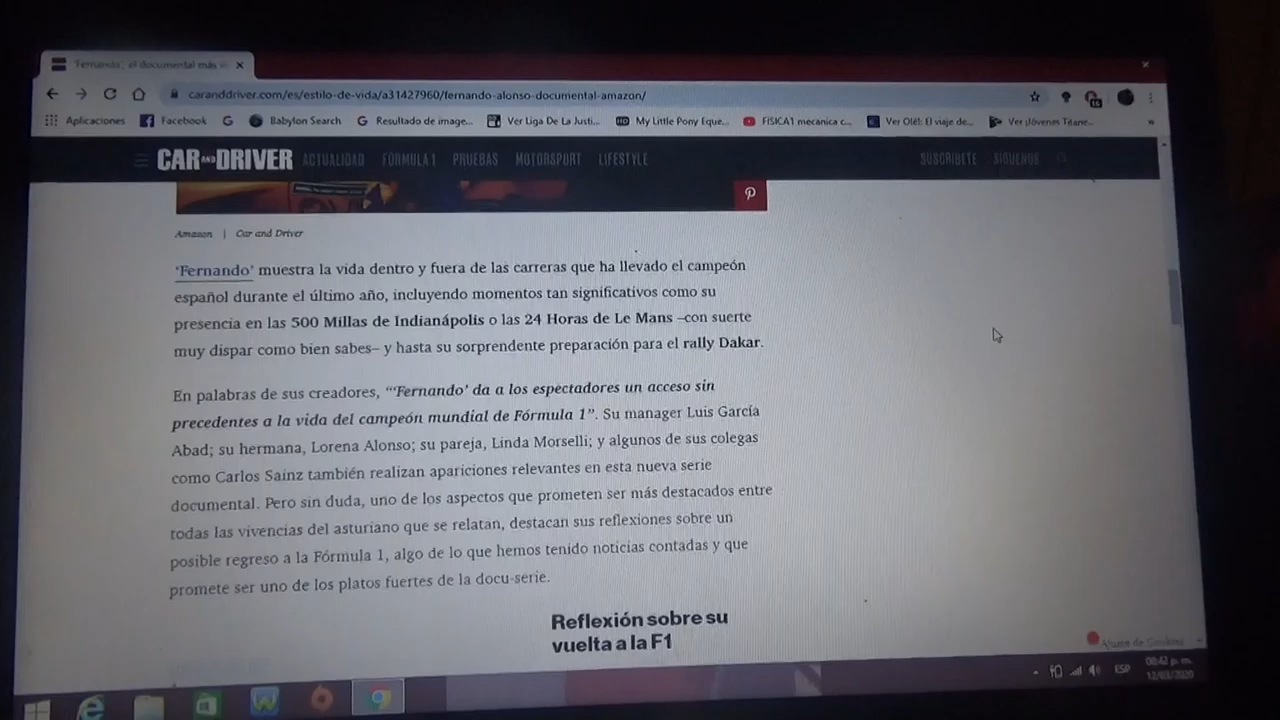 'Fernando', el documental más
caranddriver.com/es/estilo-de-vida/a31427960/fernando-alonso-documental-amazon/
Aplicaciones Facebook Babylon Search Resultado de image... Ver Liga De La Justi... My Little Pony Eque... FISICA1 mecanica c... Ver Olé!: El viaje de... Ver ¡Jóvenes Titane... »
CAR AND DRIVER ACTUALIDAD FÓRMULA 1 PRUEBAS MOTORSPORT LIFESTYLE SUSCRÍBETE SÍGUENOS
Amazon | Car and Driver
'Fernando' muestra la vida dentro y fuera de las carreras que ha llevado el campeón
español durante el último año, incluyendo momentos tan significativos como su
presencia en las 500 Millas de Indianápolis o las 24 Horas de Le Mans –con suerte
muy dispar como bien sabes– y hasta su sorprendente preparación para el rally Dakar.
En palabras de sus creadores, "'Fernando' da a los espectadores un acceso sin
precedentes a la vida del campeón mundial de Fórmula 1". Su manager Luis García
Abad; su hermana, Lorena Alonso; su pareja, Linda Morselli; y algunos de sus colegas
como Carlos Sainz también realizan apariciones relevantes en esta nueva serie
documental. Pero sin duda, uno de los aspectos que prometen ser más destacados entre
todas las vivencias del asturiano que se relatan, destacan sus reflexiones sobre un
posible regreso a la Fórmula 1, algo de lo que hemos tenido noticias contadas y que
promete ser uno de los platos fuertes de la docu-serie.
Reflexión sobre su
vuelta a la F1
ESP
08:42 p. m.
12/03/2020